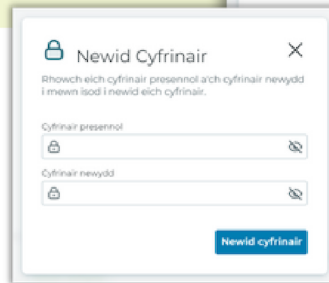 Newid Cyfrinair
Rhowch eich cyfrinair presennol a'ch cyfrinair newydd
i mewn isod i newid eich cyfrinair.
Cyfrinair presennol
Cyfrinair newydd
Newid cyfrinair